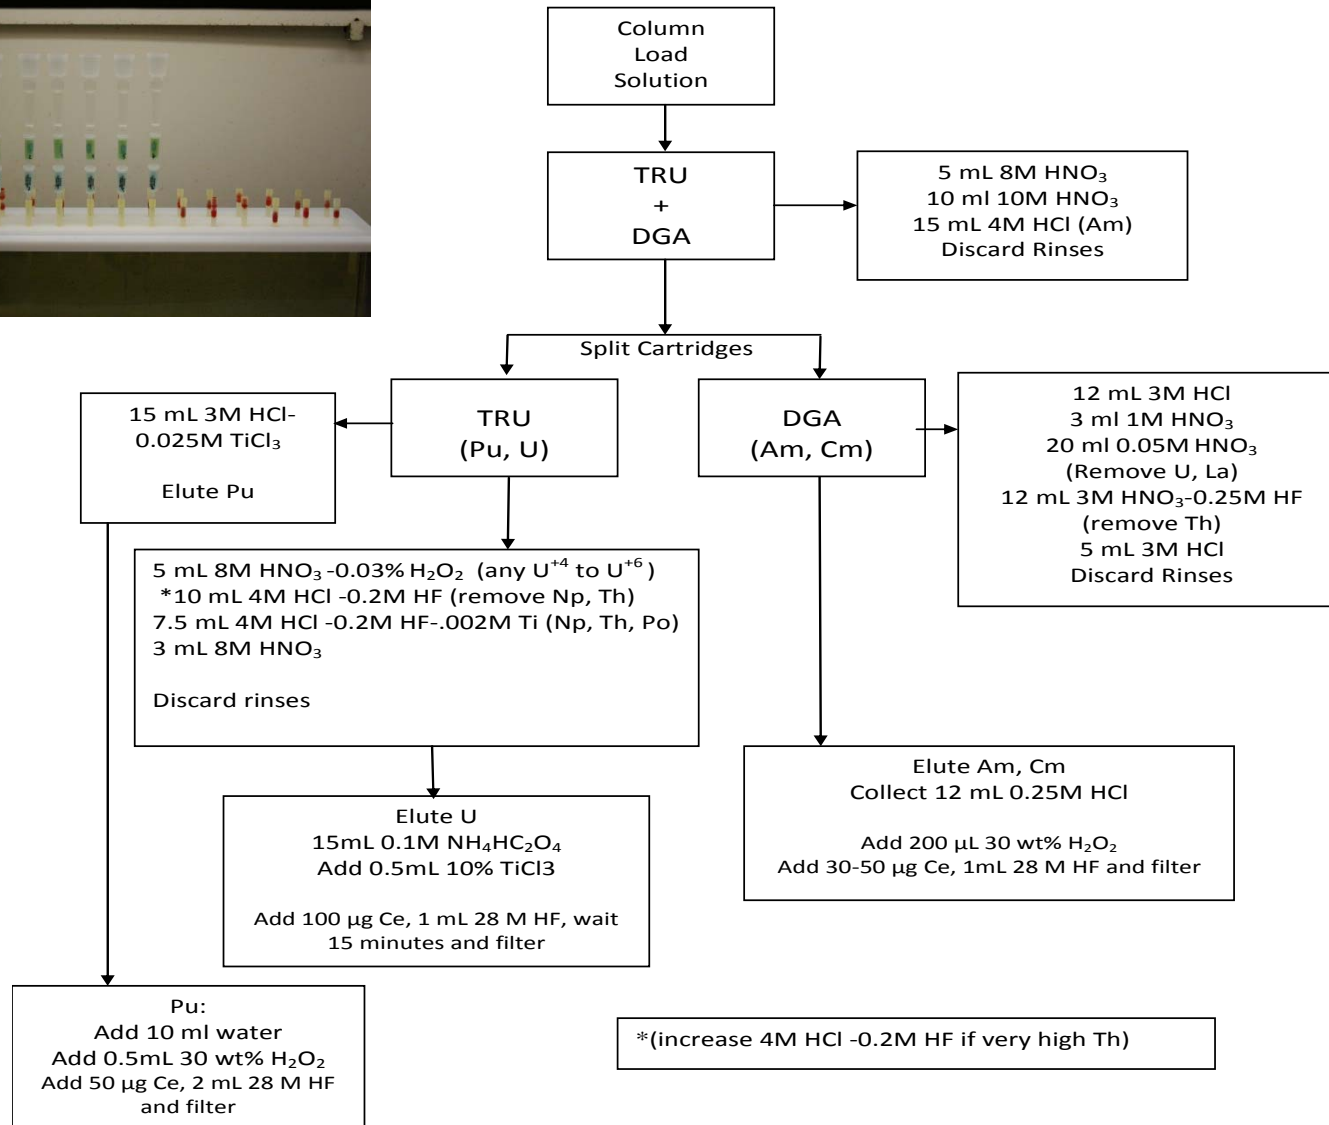 Column
Load
Solution
TRU
+
DGA
5 mL 8M HNO₃
10 ml 10M HNO₃
15 mL 4M HCl (Am)
Discard Rinses
Split Cartridges
15 mL 3M HCl-
0.025M TiCl₃
Elute Pu
TRU
(Pu, U)
DGA
(Am, Cm)
12 mL 3M HCl
3 ml 1M HNO₃
20 ml 0.05M HNO₃
(Remove U, La)
12 mL 3M HNO₃-0.25M HF
(remove Th)
5 mL 3M HCl
Discard Rinses
5 mL 8M HNO₃ -0.03% H₂O₂ (any U⁺⁴ to U⁺⁶ )
*10 mL 4M HCl -0.2M HF (remove Np, Th)
7.5 mL 4M HCl -0.2M HF-.002M Ti (Np, Th, Po)
3 mL 8M HNO₃
Discard rinses
Elute U
15mL 0.1M NH₄HC₂O₄
Add 0.5mL 10% TiCl3
Add 100 µg Ce, 1 mL 28 M HF, wait
15 minutes and filter
Elute Am, Cm
Collect 12 mL 0.25M HCl
Add 200 µL 30 wt% H₂O₂
Add 30-50 µg Ce, 1mL 28 M HF and filter
Pu:
Add 10 ml water
Add 0.5mL 30 wt% H₂O₂
Add 50 µg Ce, 2 mL 28 M HF
and filter
*(increase 4M HCl -0.2M HF if very high Th)